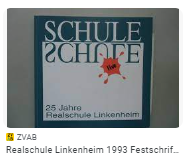 SCHULE
SCHULE
25 Jahre
Realschule Linkenheim
ZVAB
Realschule Linkenheim 1993 Festschrif...